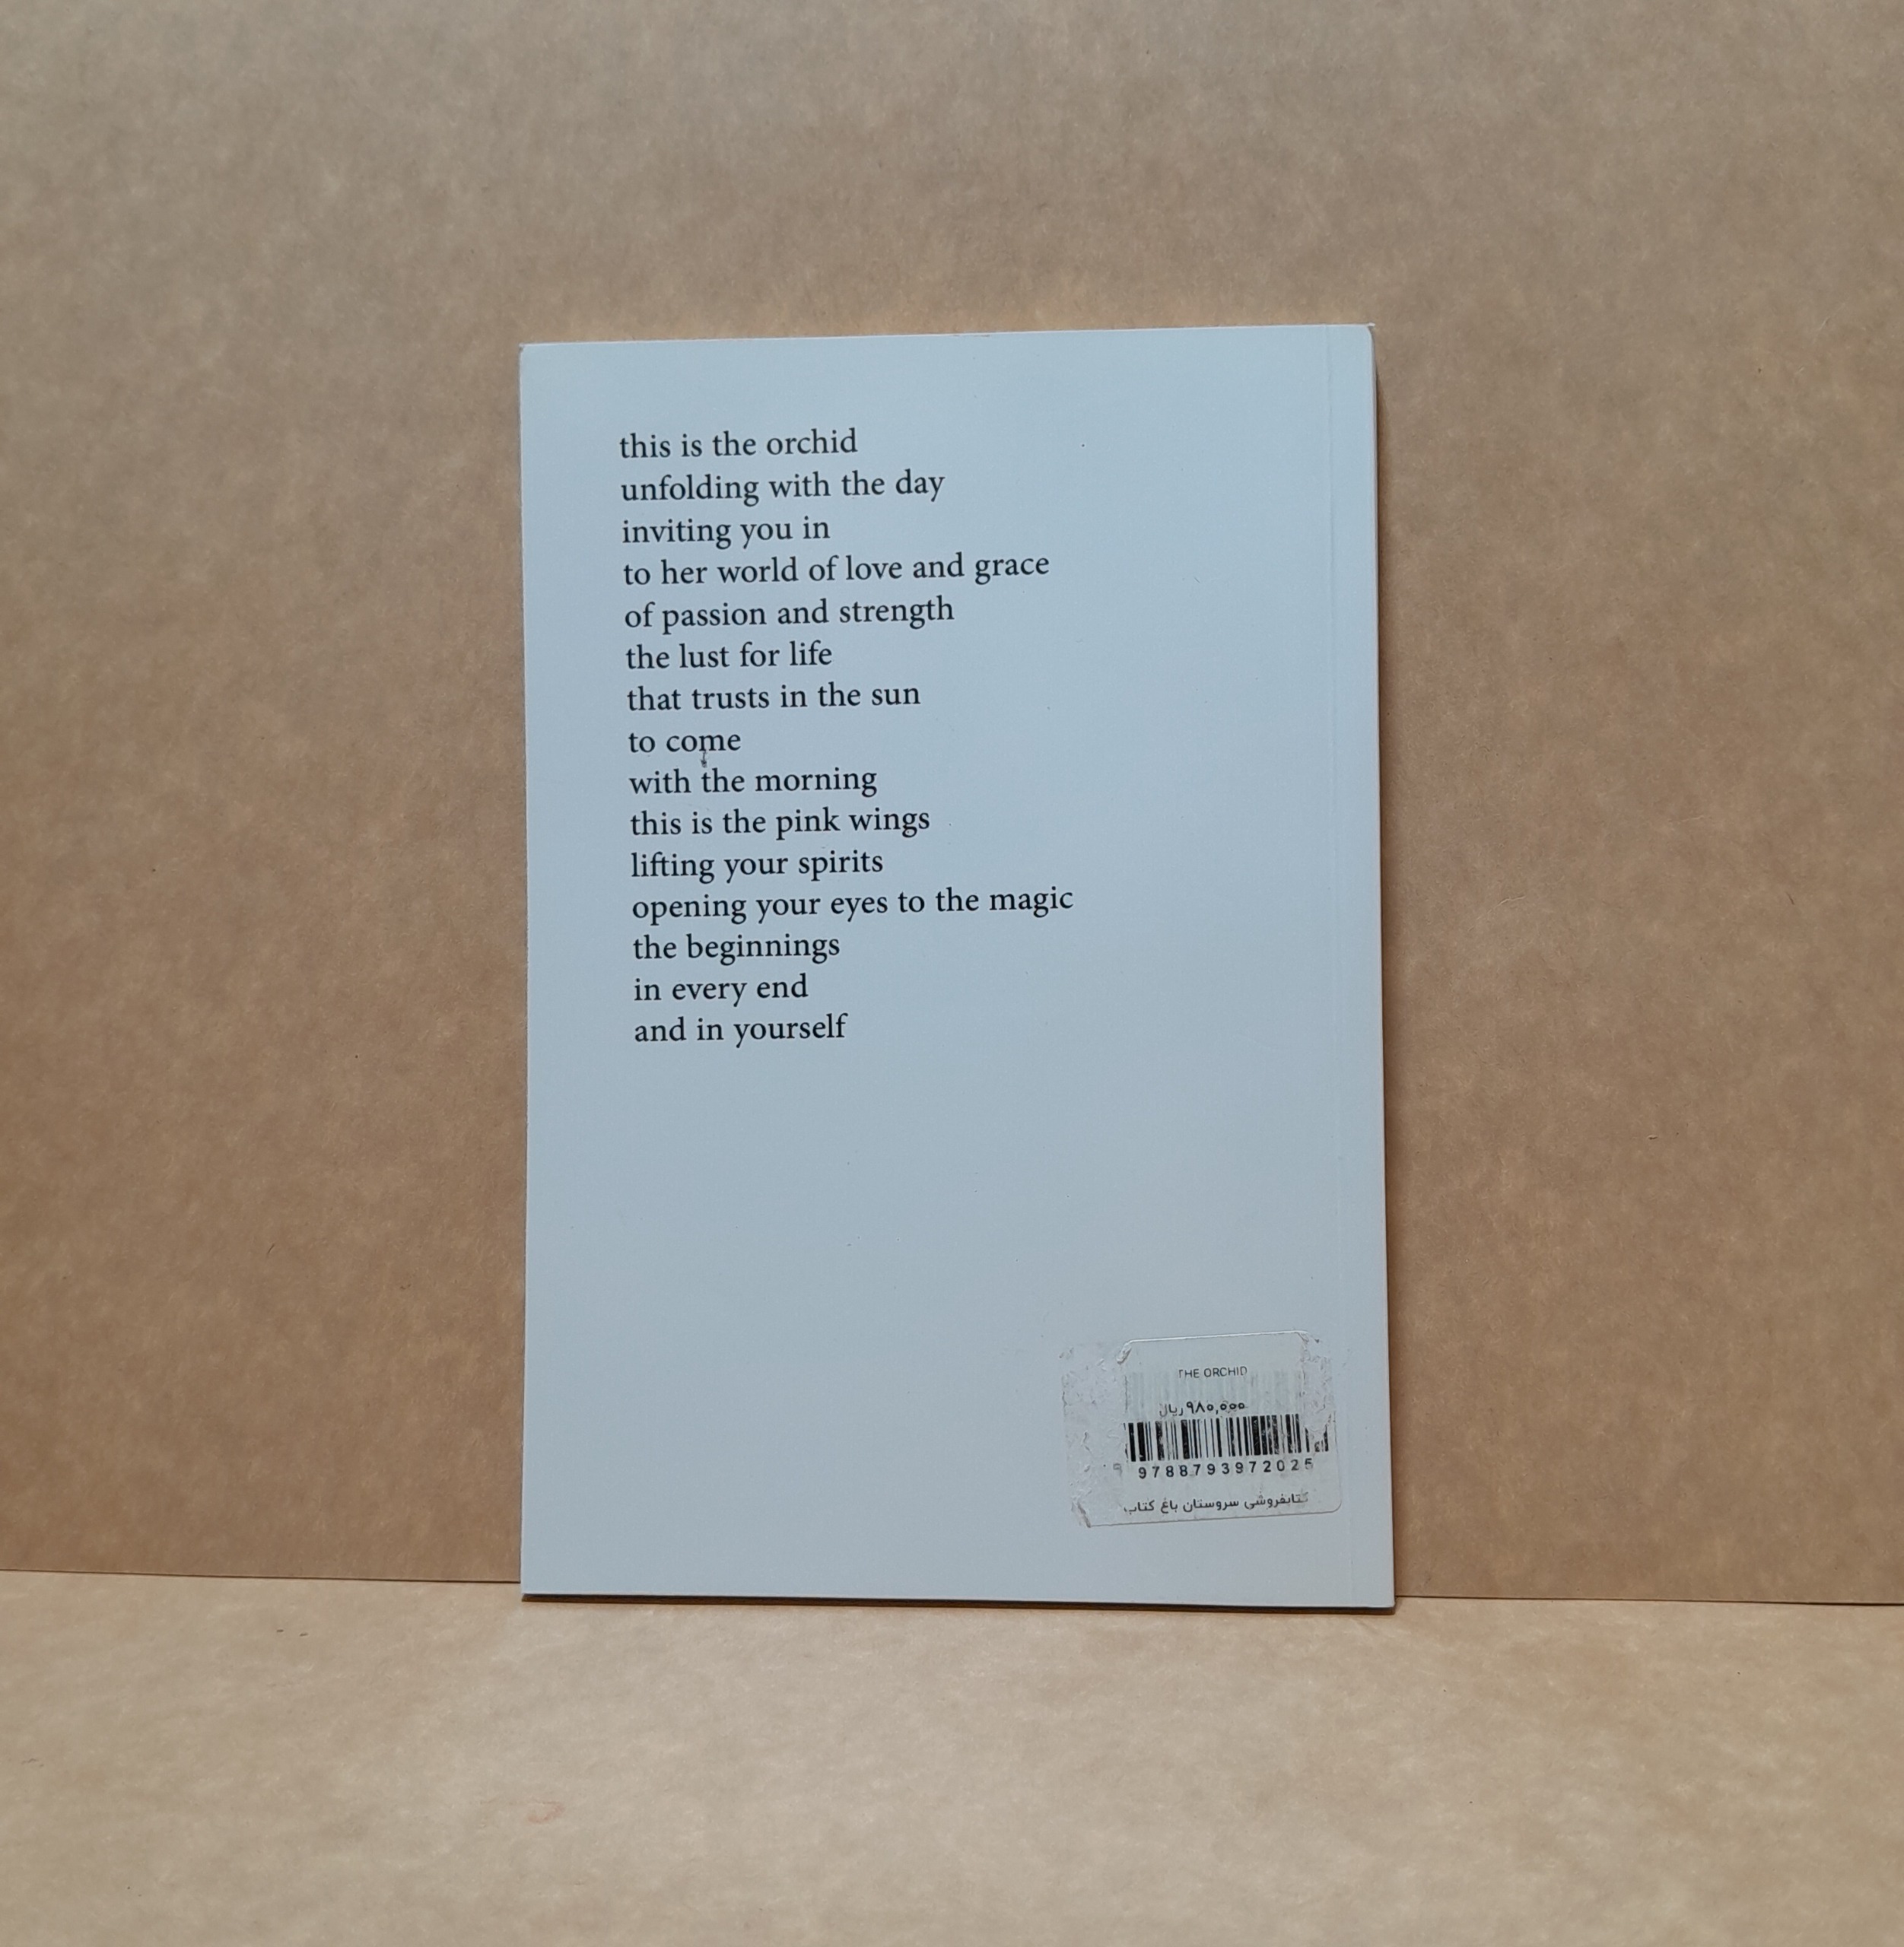 this is the orchid
unfolding with the day
inviting you in
to her world of love and grace
of passion and strength
the lust for life
that trusts in the sun
to come
with the morning
this is the pink wings
lifting your spirits
opening your eyes to the magic
the beginnings
in every end
and in yourself
THE ORCHID
۹۸۰,۰۰۰ ریال
9788793972025
کتابفروشی سروستان باغ کتاب